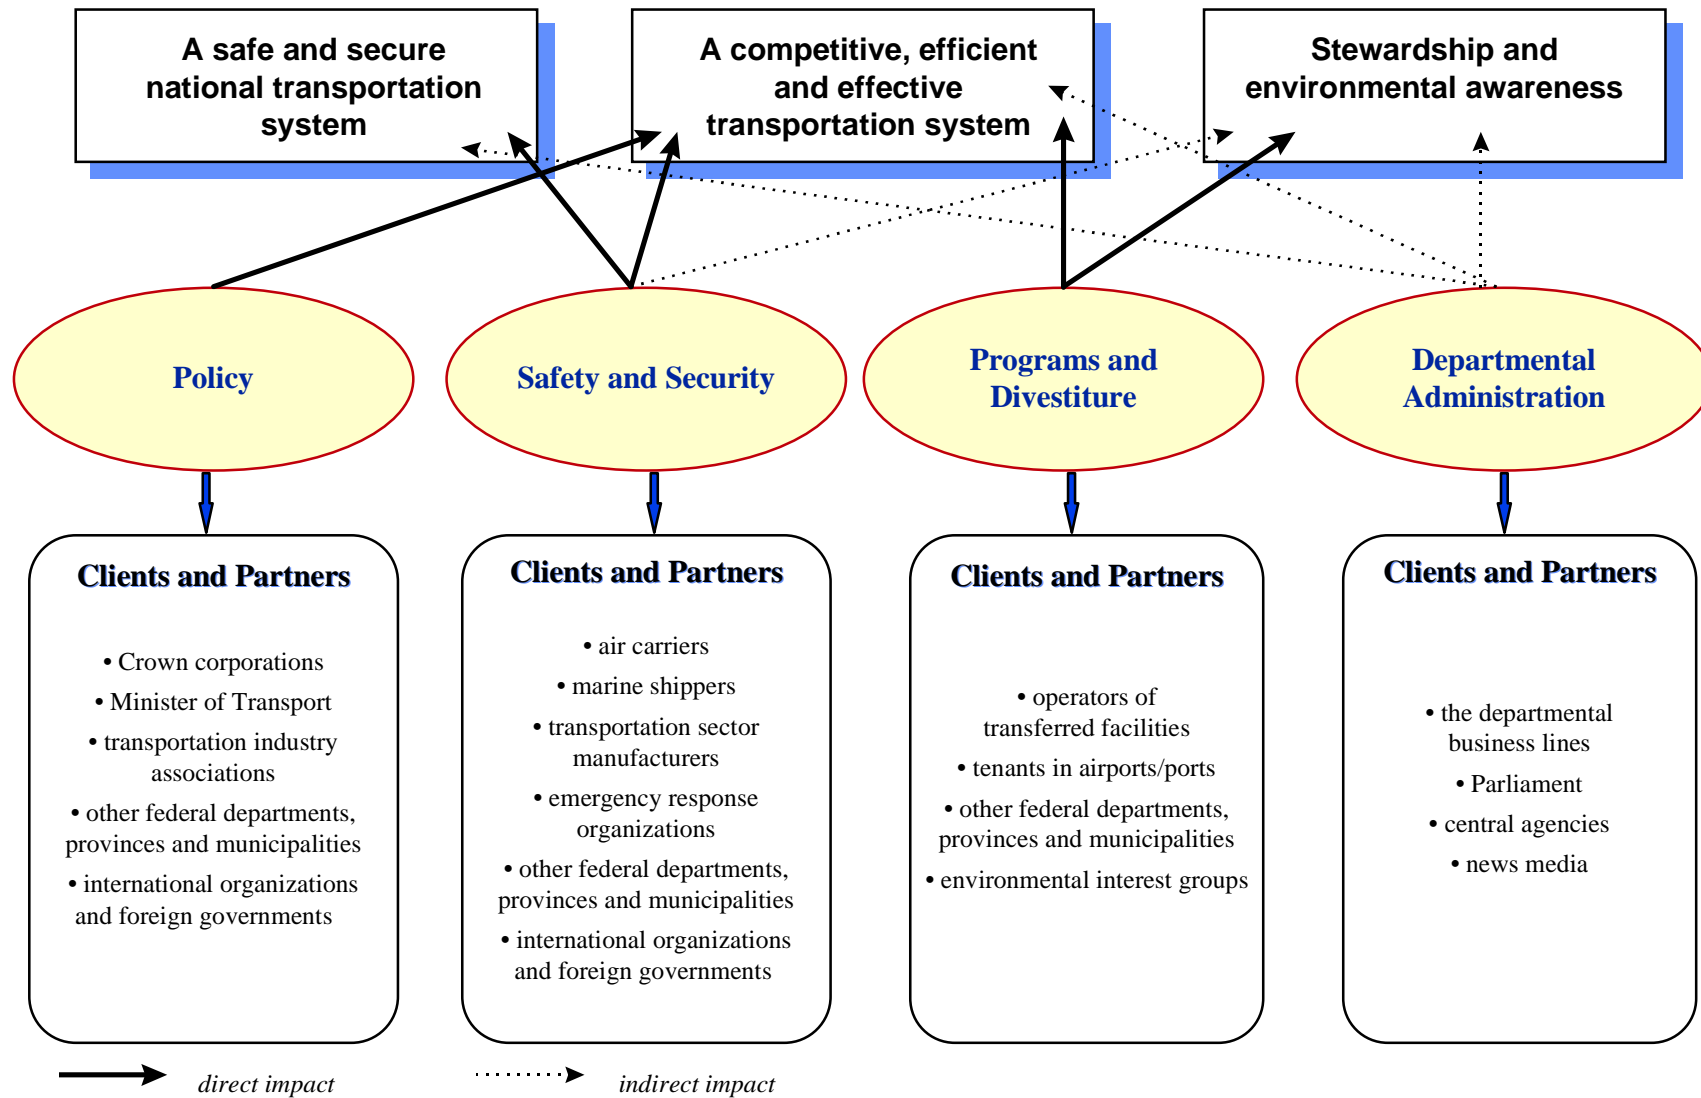 A safe and secure
national transportation
system
A competitive, efficient
and effective
transportation system
Stewardship and
environmental awareness
Policy
Safety and Security
Programs and
Divestiture
Departmental
Administration
Clients and Partners
• Crown corporations
• Minister of Transport
• transportation industry
associations
• other federal departments,
provinces and municipalities
• international organizations
and foreign governments
Clients and Partners
• air carriers
• marine shippers
• transportation sector
manufacturers
• emergency response
organizations
• other federal departments,
provinces and municipalities
• international organizations
and foreign governments
Clients and Partners
• operators of
transferred facilities
• tenants in airports/ports
• other federal departments,
provinces and municipalities
• environmental interest groups
Clients and Partners
• the departmental
business lines
• Parliament
• central agencies
• news media
direct impact
indirect impact